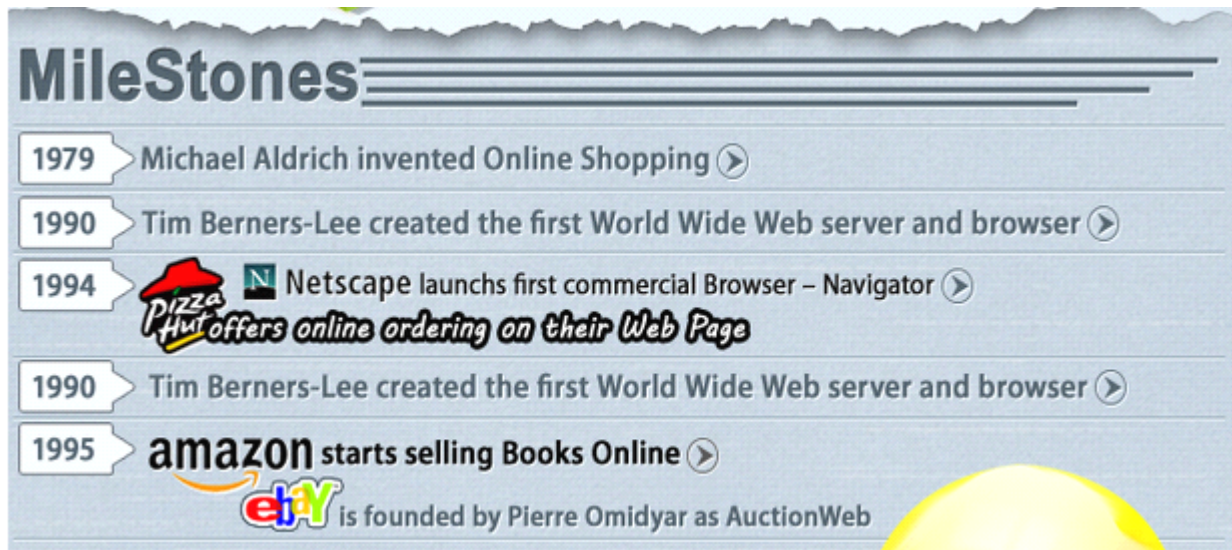 MileStones
1979 Michael Aldrich invented Online Shopping
1990 Tim Berners-Lee created the first World Wide Web server and browser
1994 N Netscape launchs first commercial Browser – Navigator
Pizza Hut offers online ordering on their Web Page
1990 Tim Berners-Lee created the first World Wide Web server and browser
1995 amazon starts selling Books Online
ebaY is founded by Pierre Omidyar as AuctionWeb